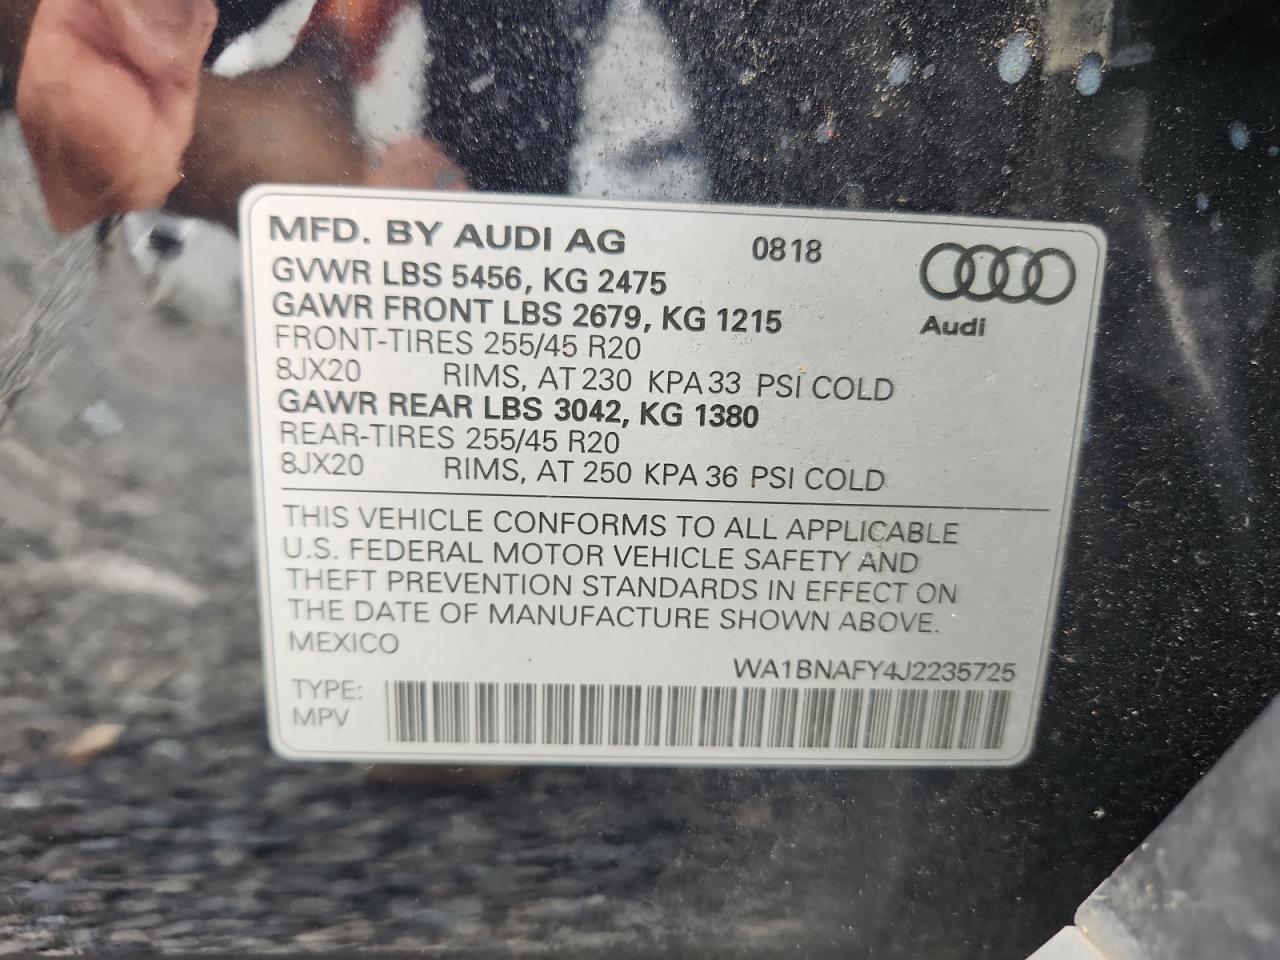 MFD. BY AUDI AG 0818
GVWR LBS 5456, KG 2475
GAWR FRONT LBS 2679, KG 1215
Audi
FRONT-TIRES 255/45 R20
8JX20 RIMS, AT 230 KPA 33 PSI COLD
GAWR REAR LBS 3042, KG 1380
REAR-TIRES 255/45 R20
8JX20 RIMS, AT 250 KPA 36 PSI COLD
THIS VEHICLE CONFORMS TO ALL APPLICABLE
U.S. FEDERAL MOTOR VEHICLE SAFETY AND
THEFT PREVENTION STANDARDS IN EFFECT ON
THE DATE OF MANUFACTURE SHOWN ABOVE.
MEXICO
WA1BNAFY4J2235725
TYPE:
MPV